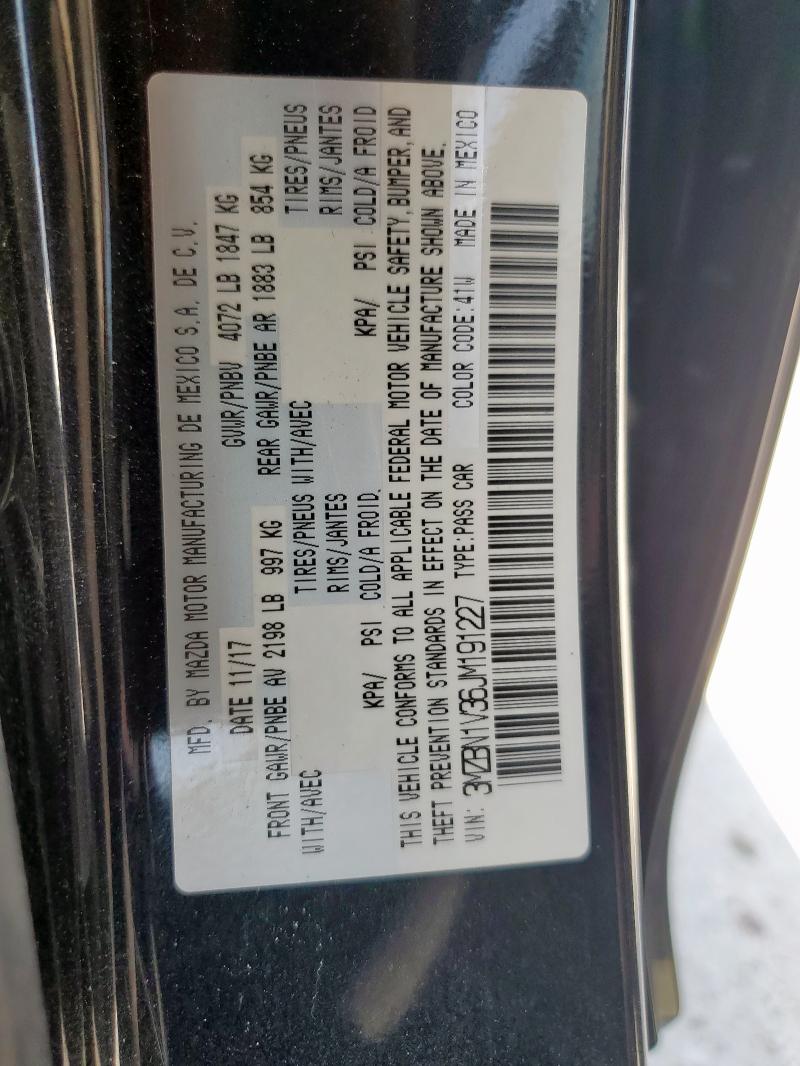 MFD. BY MAZDA MOTOR MANUFACTURING DE MEXICO S.A. DE C.V.
DATE 11/17 GVWR/PNBV 4072 LB 1847 KG
FRONT GAWR/PNBE AV 2198 LB 997 KG REAR GAWR/PNBE AR 1883 LB 854 KG
WITH/AVEC TIRES/PNEUS WITH/AVEC TIRES/PNEUS
RIMS/JANTES RIMS/JANTES
KPA/ PSI COLD/A FROID. KPA/ PSI COLD/A FROID
THIS VEHICLE CONFORMS TO ALL APPLICABLE FEDERAL MOTOR VEHICLE SAFETY, BUMPER, AND
THEFT PREVENTION STANDARDS IN EFFECT ON THE DATE OF MANUFACTURE SHOWN ABOVE.
VIN: 3MZBN1V36JM191227 TYPE:PASS CAR COLOR CODE:41W MADE IN MEXICO